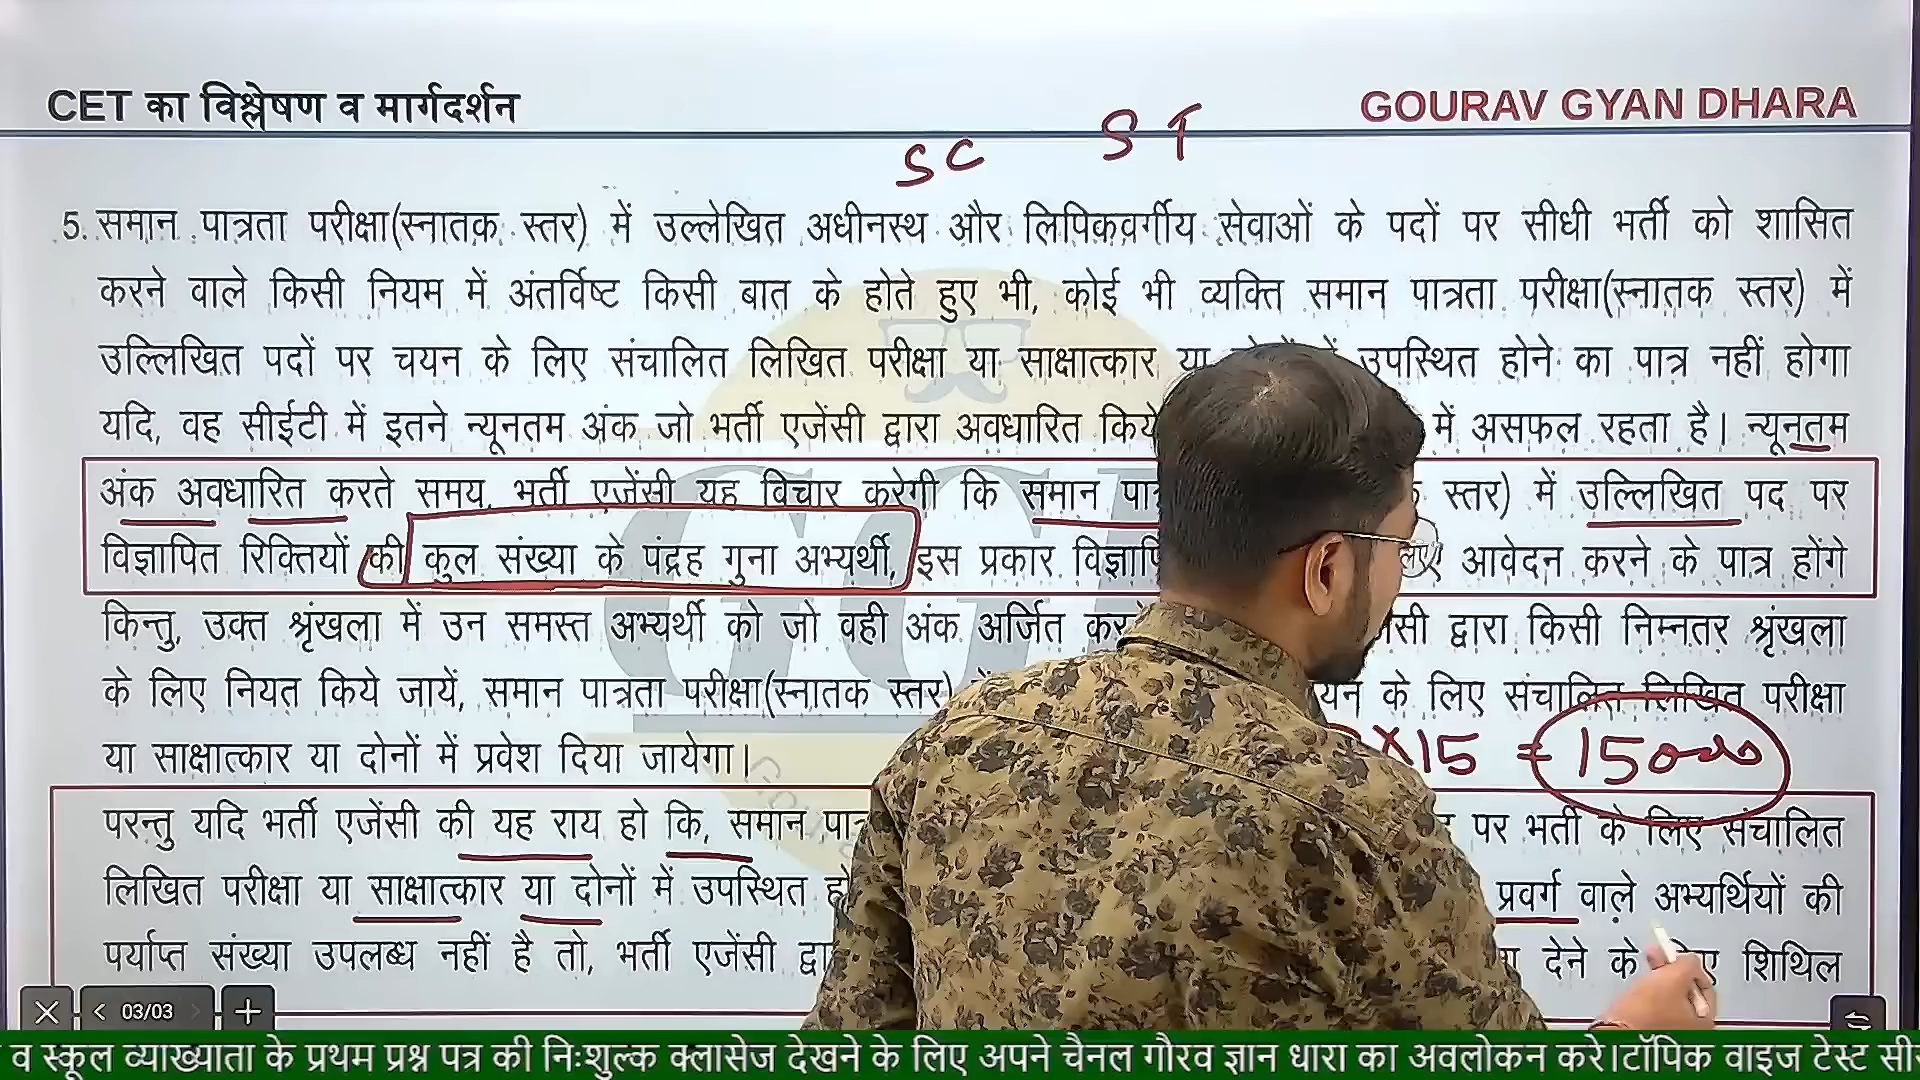 CET का विश्लेषण व मार्गदर्शन
GOURAV GYAN DHARA
SC ST
5. समान पात्रता परीक्षा(स्नातक स्तर) में उल्लेखित अधीनस्थ और लिपिकवर्गीय सेवाओं के पदों पर सीधी भर्ती को शासित
करने वाले किसी नियम में अंतर्विष्ट किसी बात के होते हुए भी, कोई भी व्यक्ति समान पात्रता परीक्षा(स्नातक स्तर) में
उल्लिखित पदों पर चयन के लिए संचालित लिखित परीक्षा या साक्षात्कार या उपस्थित होने का पात्र नहीं होगा
यदि, वह सीईटी में इतने न्यूनतम अंक जो भर्ती एजेंसी द्वारा अवधारित किये में असफल रहता है। न्यूनतम
अंक अवधारित करते समय, भर्ती एजेंसी यह विचार करेगी कि समान स्तर) में उल्लिखित पद पर
विज्ञापित रिक्तियों की कुल संख्या के पंद्रह गुना अभ्यर्थी, इस प्रकार आवेदन करने के पात्र होंगे
किन्तु, उक्त श्रृंखला में उन समस्त अभ्यर्थी को जो वही अंक अर्जित द्वारा किसी निम्नतर श्रृंखला
के लिए नियत किये जायें, समान पात्रता परीक्षा(स्नातक स्तर) के लिए संचालित लिखित परीक्षा
या साक्षात्कार या दोनों में प्रवेश दिया जायेगा।
×15 = 15000
परन्तु यदि भर्ती एजेंसी की यह राय हो कि, समान पर भर्ती के लिए संचालित
लिखित परीक्षा या साक्षात्कार या दोनों में उपस्थित प्रवर्ग वाले अभ्यर्थियों की
पर्याप्त संख्या उपलब्ध नहीं है तो, भर्ती एजेंसी देने के शिथिल
03/03
व स्कूल व्याख्याता के प्रथम प्रश्न पत्र की निःशुल्क क्लासेज देखने के लिए अपने चैनल गौरव ज्ञान धारा का अवलोकन करे।टॉपिक वाइज टेस्ट